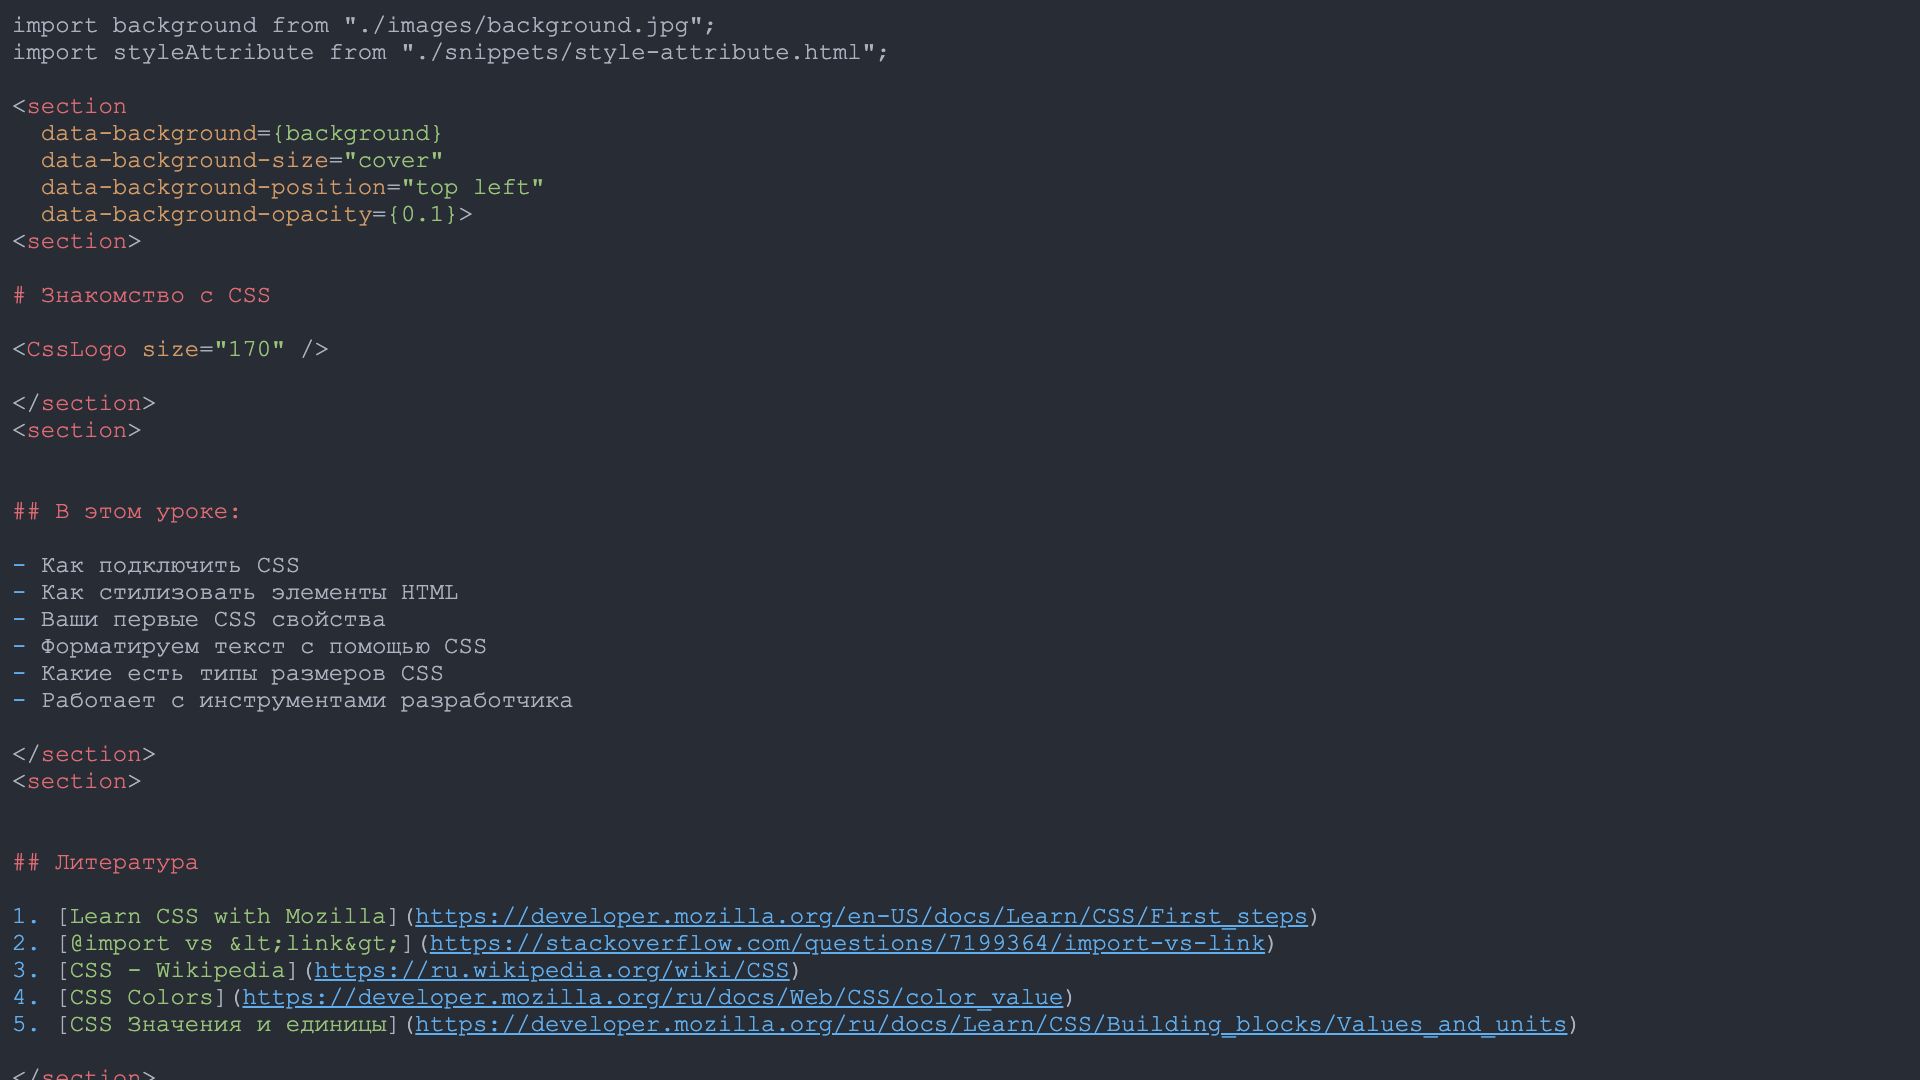 import background from "./images/background.jpg";
import styleAttribute from "./snippets/style-attribute.html";
<section
data-background={background}
data-background-size="cover"
data-background-position="top left"
data-background-opacity={0.1}>
<section>
# Знакомство с CSS
<CssLogo size="170" />
</section>
<section>
## В этом уроке:
- Как подключить CSS
- Как стилизовать элементы HTML
- Ваши первые CSS свойства
- Форматируем текст с помощью CSS
- Какие есть типы размеров CSS
- Работает с инструментами разработчика
</section>
<section>
## Литература
1. [Learn CSS with Mozilla](https://developer.mozilla.org/en-US/docs/Learn/CSS/First_steps)
2. [@import vs &lt;link&gt;](https://stackoverflow.com/questions/7199364/import-vs-link)
3. [CSS - Wikipedia](https://ru.wikipedia.org/wiki/CSS)
4. [CSS Colors](https://developer.mozilla.org/ru/docs/Web/CSS/color_value)
5. [CSS Значения и единицы](https://developer.mozilla.org/ru/docs/Learn/CSS/Building_blocks/Values_and_units)
</section>